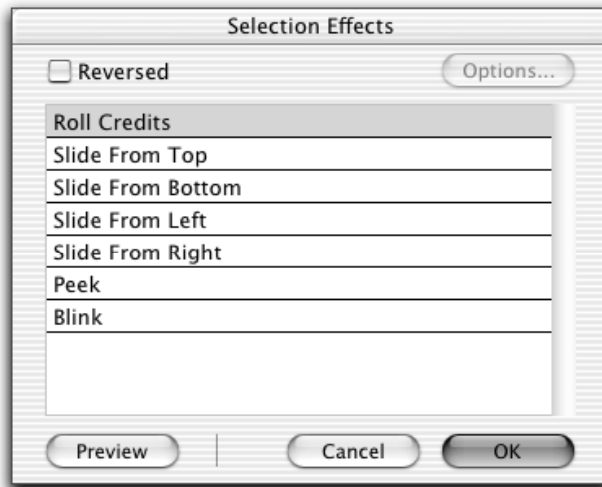 Selection Effects
Reversed
Options...
Roll Credits
Slide From Top
Slide From Bottom
Slide From Left
Slide From Right
Peek
Blink
Preview
Cancel
OK